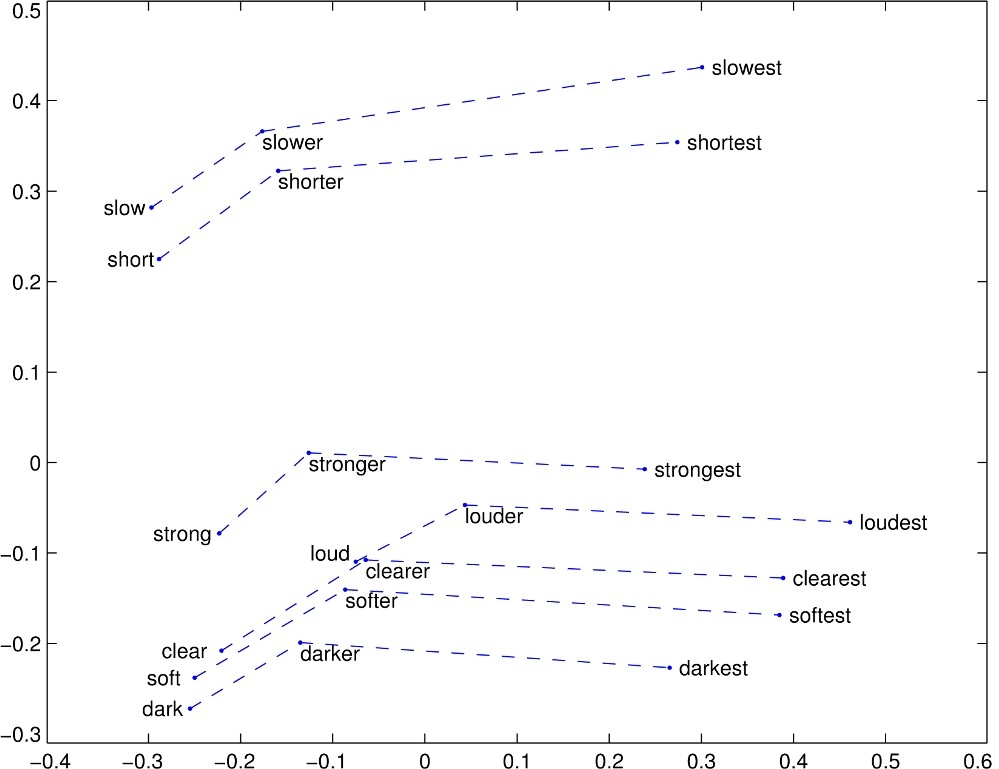 0.5
slowest
0.4
slower
shortest
shorter
0.3
slow
short
0.2
0.1
0
stronger
strongest
strong
louder
loudest
−0.1
loud
clearer
clearest
softer
softest
−0.2
clear
darker
darkest
soft
dark
−0.3
−0.4 −0.3 −0.2 −0.1 0 0.1 0.2 0.3 0.4 0.5 0.6